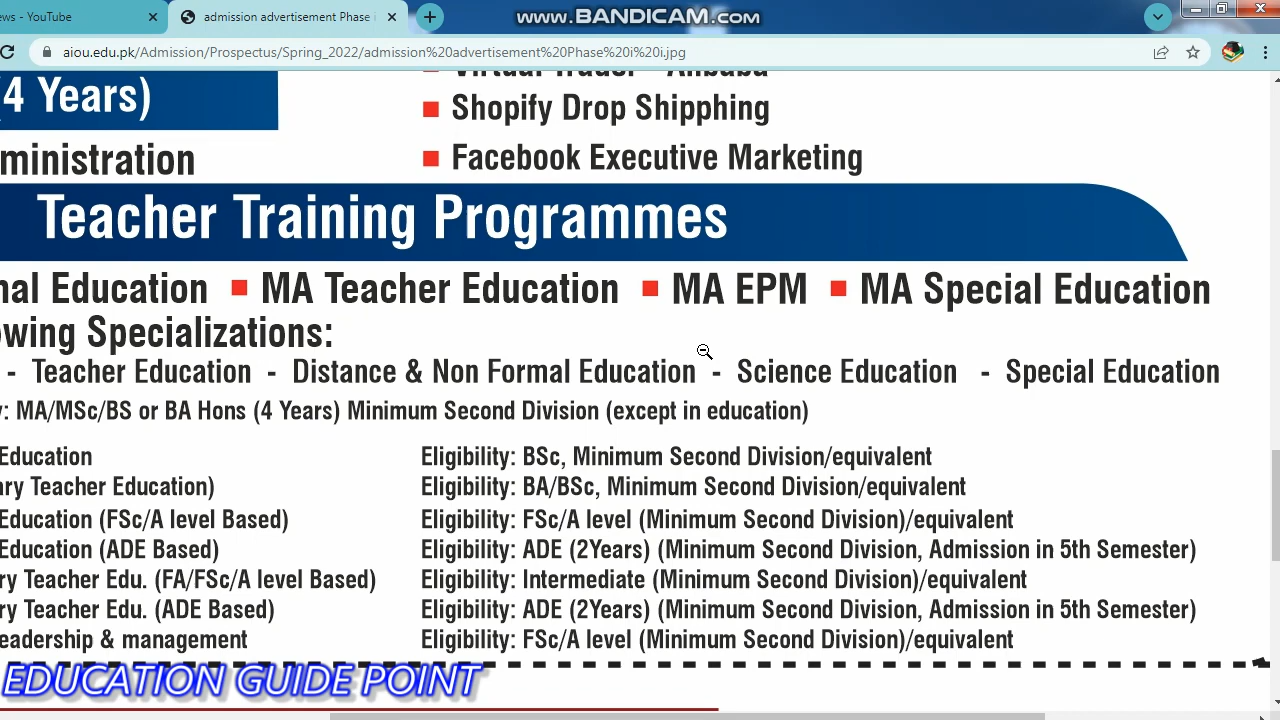 ews - YouTube
admission advertisement Phase i
www.BANDICAM.com
aiou.edu.pk/Admission/Prospectus/Spring_2022/admission%20advertisement%20Phase%20i%20i.jpg
(4 Years)
Virtual Trader - Alibaba
Shopify Drop Shipphing
ministration
Facebook Executive Marketing
Teacher Training Programmes
nal Education ■ MA Teacher Education ■ MA EPM ■ MA Special Education
owing Specializations:
- Teacher Education - Distance & Non Formal Education - Science Education - Special Education
y: MA/MSc/BS or BA Hons (4 Years) Minimum Second Division (except in education)
Education Eligibility: BSc, Minimum Second Division/equivalent
ary Teacher Education) Eligibility: BA/BSc, Minimum Second Division/equivalent
Education (FSc/A level Based) Eligibility: FSc/A level (Minimum Second Division)/equivalent
Education (ADE Based) Eligibility: ADE (2Years) (Minimum Second Division, Admission in 5th Semester)
ry Teacher Edu. (FA/FSc/A level Based) Eligibility: Intermediate (Minimum Second Division)/equivalent
ry Teacher Edu. (ADE Based) Eligibility: ADE (2Years) (Minimum Second Division, Admission in 5th Semester)
eadership & management Eligibility: FSc/A level (Minimum Second Division)/equivalent
EDUCATION GUIDE POINT